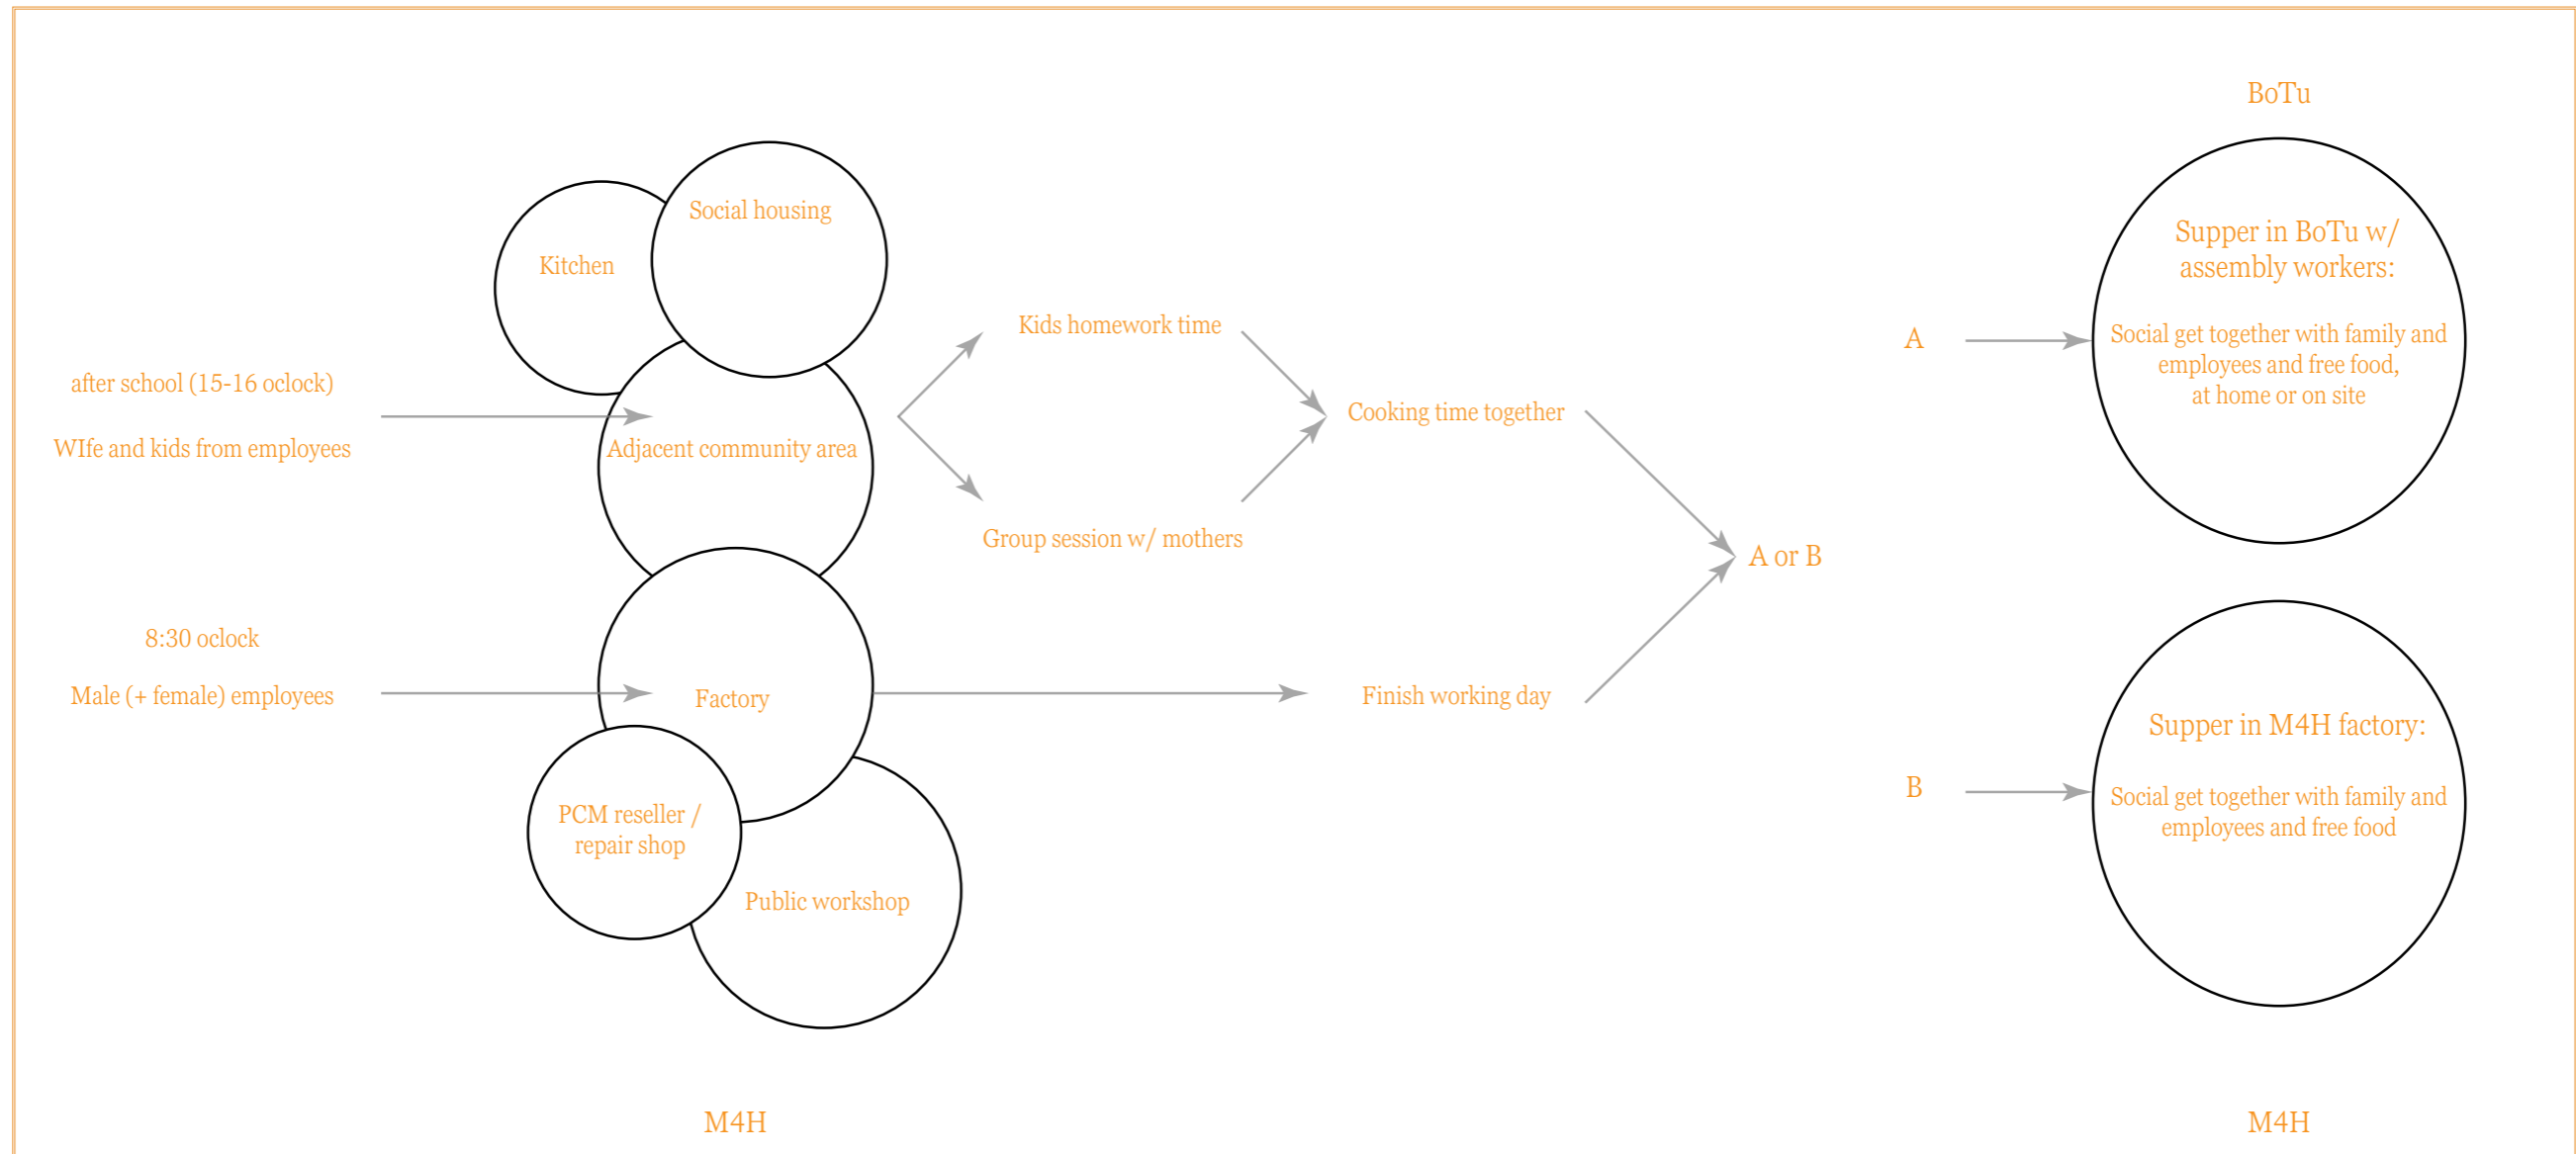 BoTu
Social housing
Kitchen
Supper in BoTu w/
assembly workers:
Kids homework time
A
Social get together with family and
employees and free food,
at home or on site
after school (15-16 oclock)
WIfe and kids from employees
Adjacent community area
Cooking time together
Group session w/ mothers
A or B
8:30 oclock
Male (+ female) employees
Factory
Finish working day
Supper in M4H factory:
B
Social get together with family and
employees and free food
PCM reseller /
repair shop
Public workshop
M4H
M4H